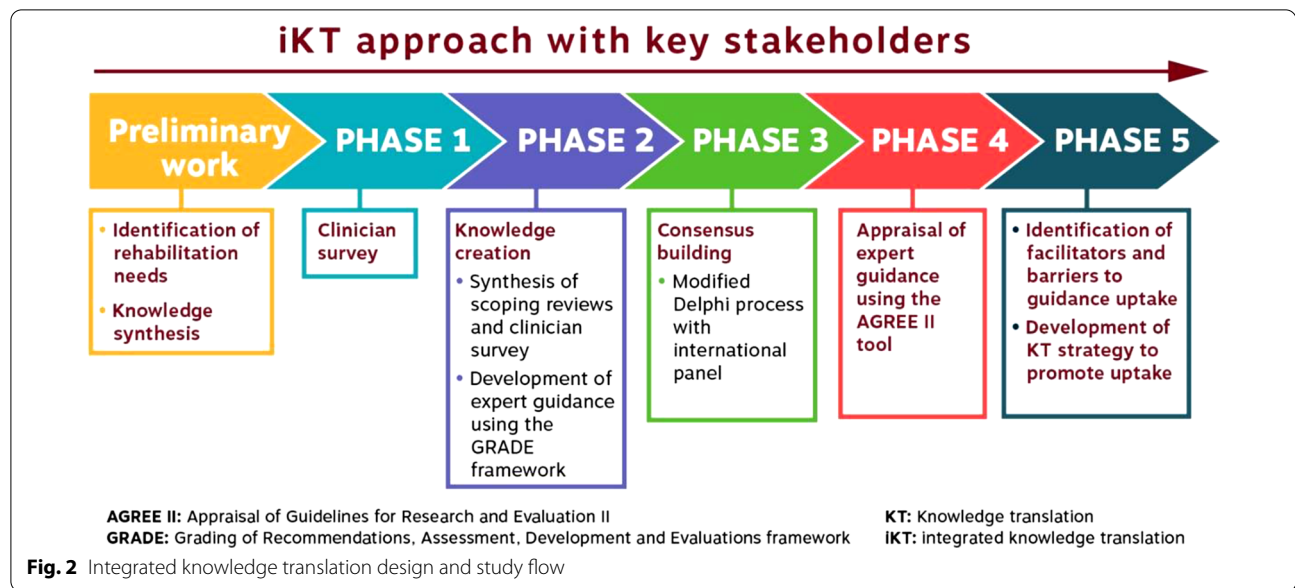 iKT approach with key stakeholders
Preliminary
work
PHASE 1
PHASE 2
PHASE 3
PHASE 4
PHASE 5
• Identification of
rehabilitation
needs
• Knowledge
synthesis
Clinician
survey
Knowledge
creation
• Synthesis of
scoping reviews
and clinician
survey
• Development of
expert guidance
using the
GRADE
framework
Consensus
building
• Modified
Delphi process
with
international
panel
Appraisal of
expert
guidance
using the
AGREE II
tool
• Identification of
facilitators and
barriers to
guidance uptake
• Development of
KT strategy to
promote uptake
AGREE II: Appraisal of Guidelines for Research and Evaluation II
GRADE: Grading of Recommendations, Assessment, Development and Evaluations framework
KT: Knowledge translation
iKT: integrated knowledge translation
Fig. 2 Integrated knowledge translation design and study flow